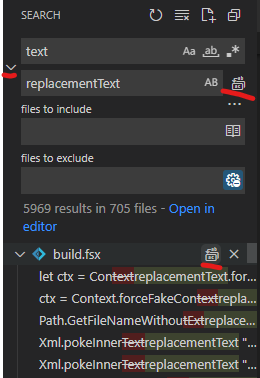 SEARCH
text
Aa ab .*
replacementText
AB
files to include
files to exclude
5969 results in 705 files - Open in
editor
build.fsx
let ctx = ContextreplacementText.for...
ctx = Context.forceFakeContextrepla...
Path.GetFileNameWithoutExtreplace...
Xml.pokeInnerTextreplacementText "...
Xml.pokeInnerTextreplacementText "...